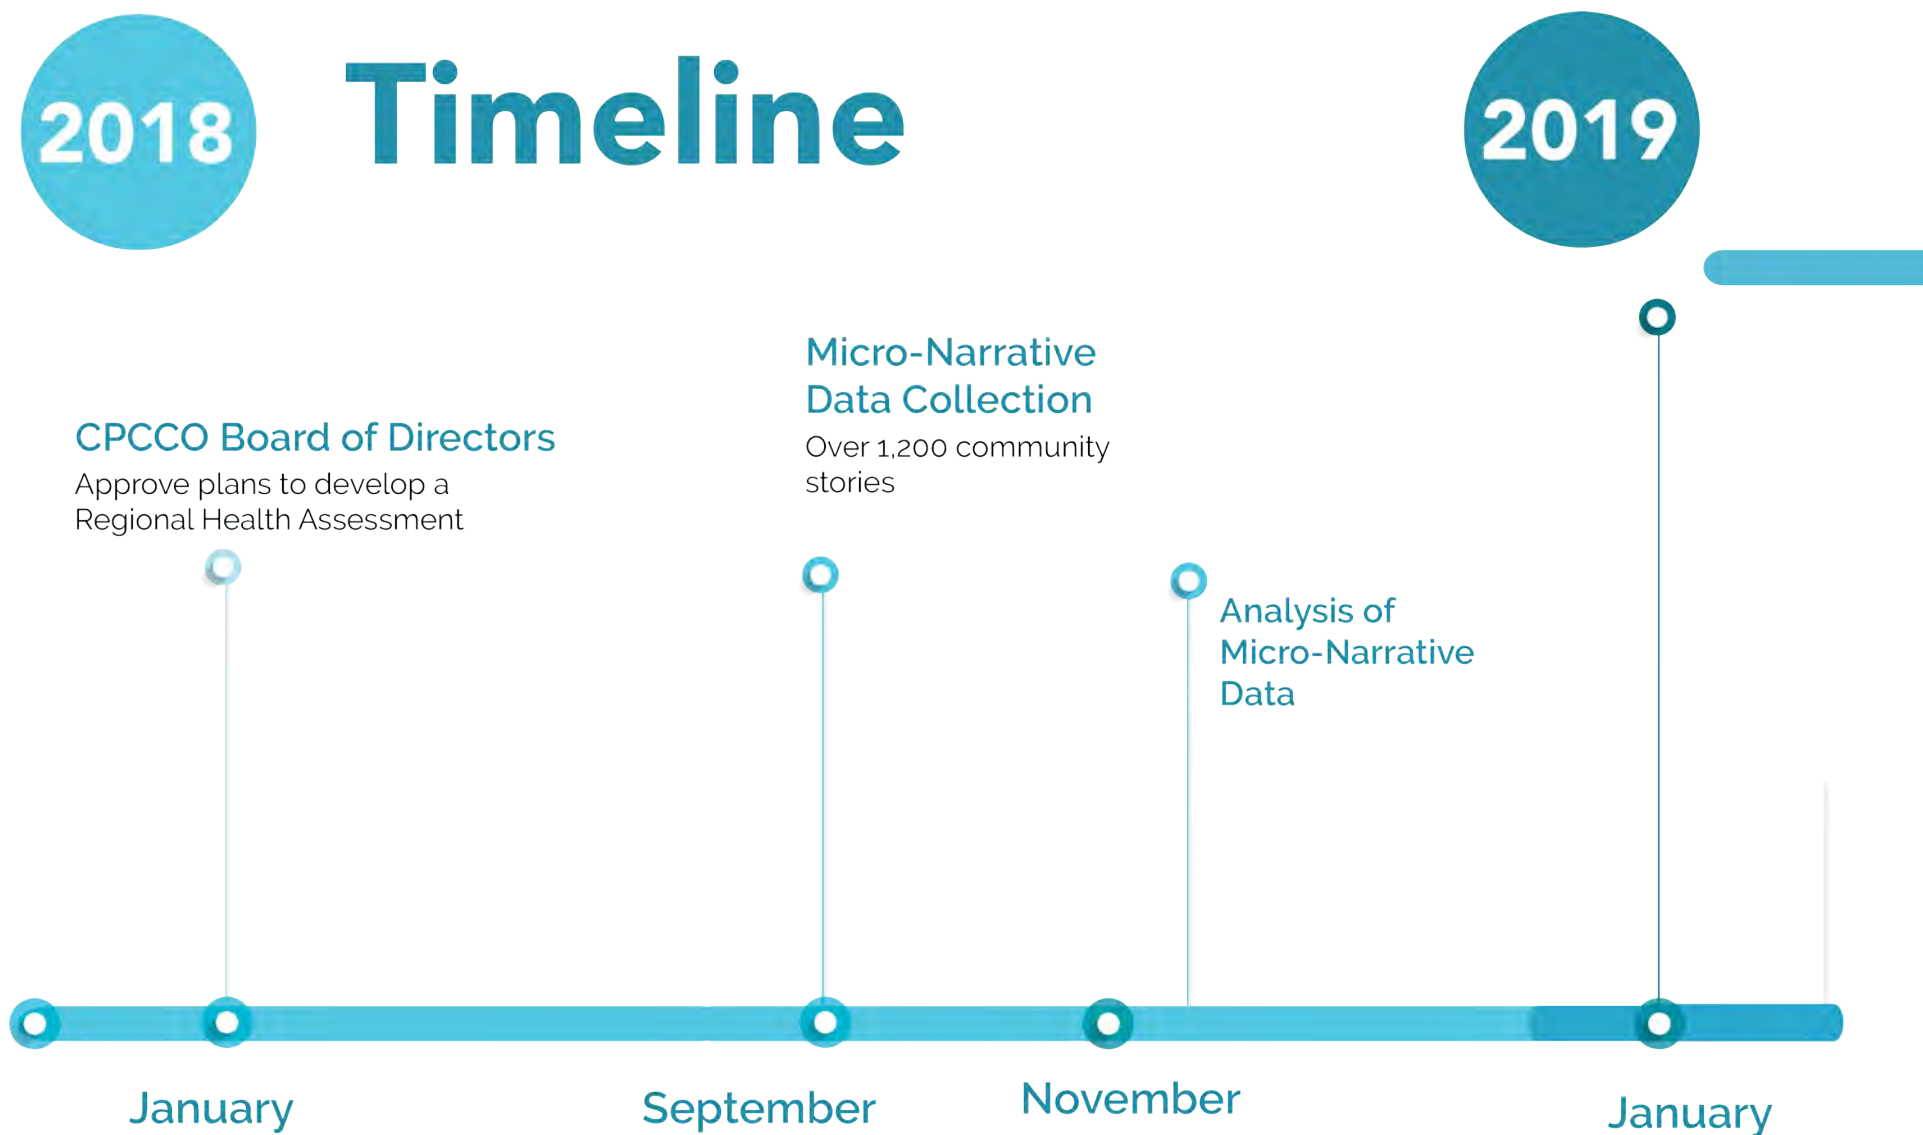 2018
Timeline
2019
CPCCO Board of Directors
Approve plans to develop a
Regional Health Assessment
Micro-Narrative
Data Collection
Over 1,200 community
stories
Analysis of
Micro-Narrative
Data
January
September
November
January